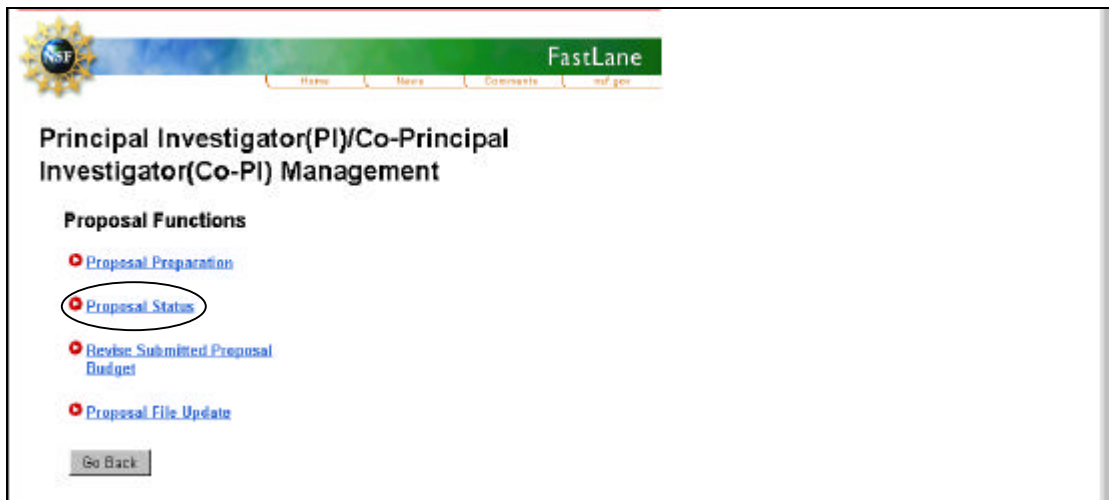 NSF
FastLane
Home News Comments nsf.gov
Principal Investigator(PI)/Co-Principal
Investigator(Co-PI) Management
Proposal Functions
Proposal Preparation
Proposal Status
Revise Submitted Proposal
Budget
Proposal File Update
Go Back